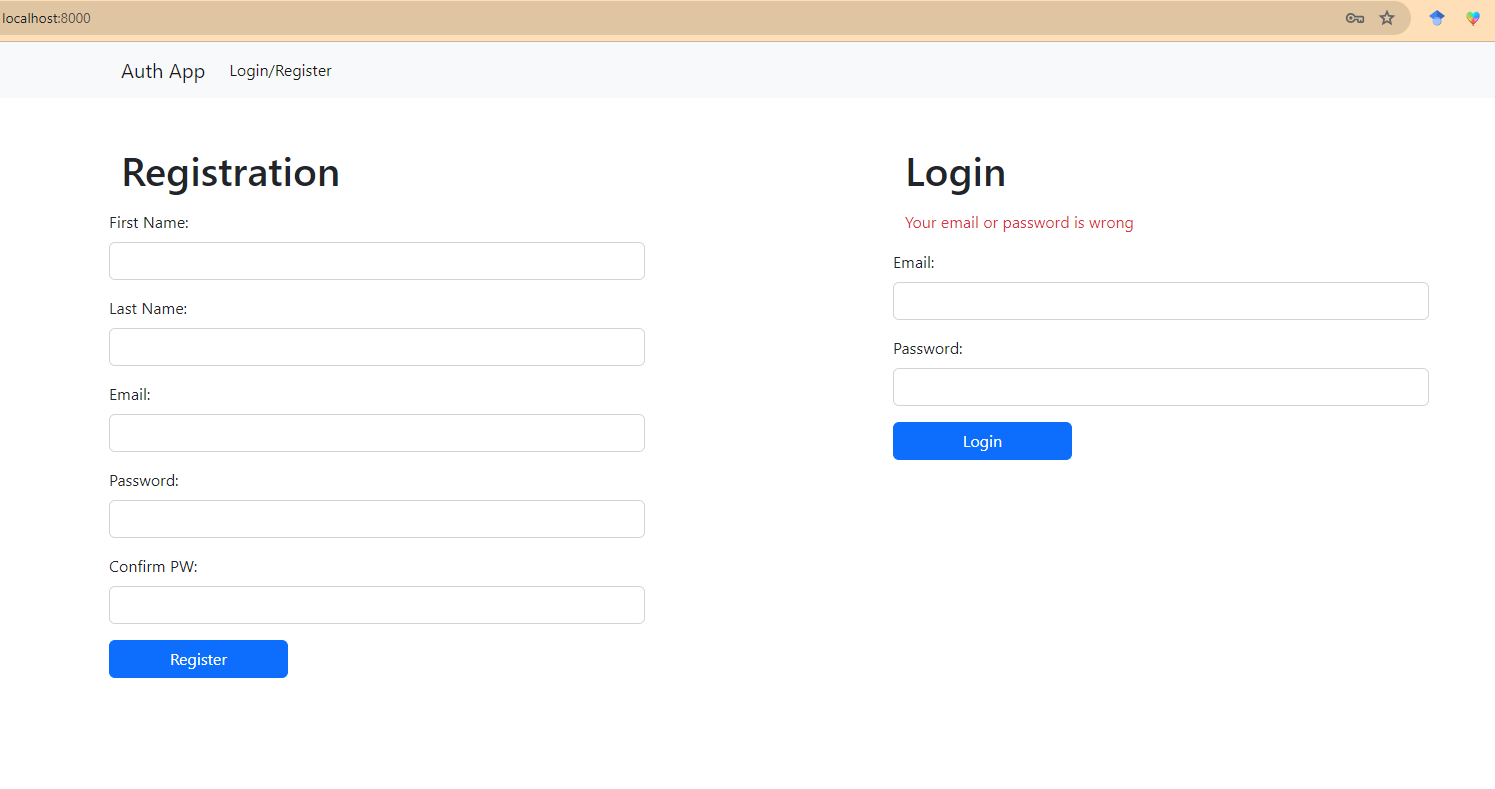 localhost:8000
Auth App Login/Register
Registration
First Name:
Last Name:
Email:
Password:
Confirm PW:
Register
Login
Your email or password is wrong
Email:
Password:
Login